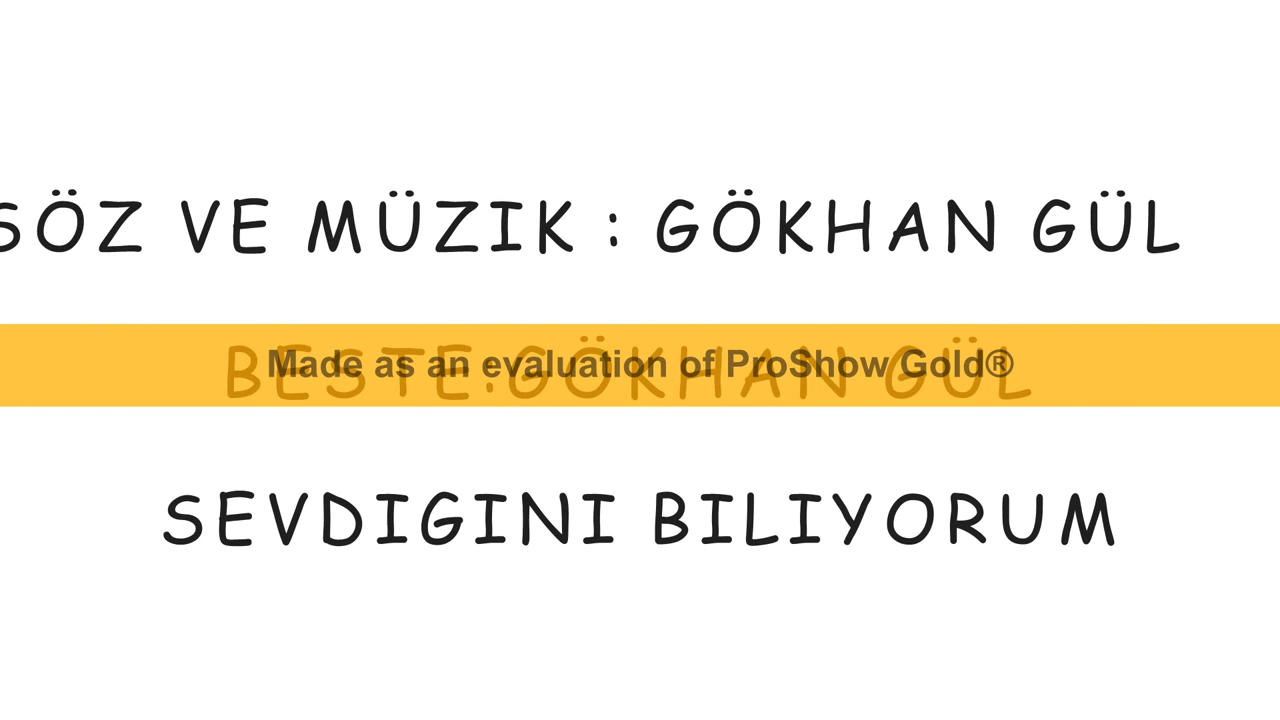 SÖZ VE MÜZIK : GÖKHAN GÜL
BESTE:GÖKHAN GÜL
Made as an evaluation of ProShow Gold®
SEVDIGINI BILIYORUM